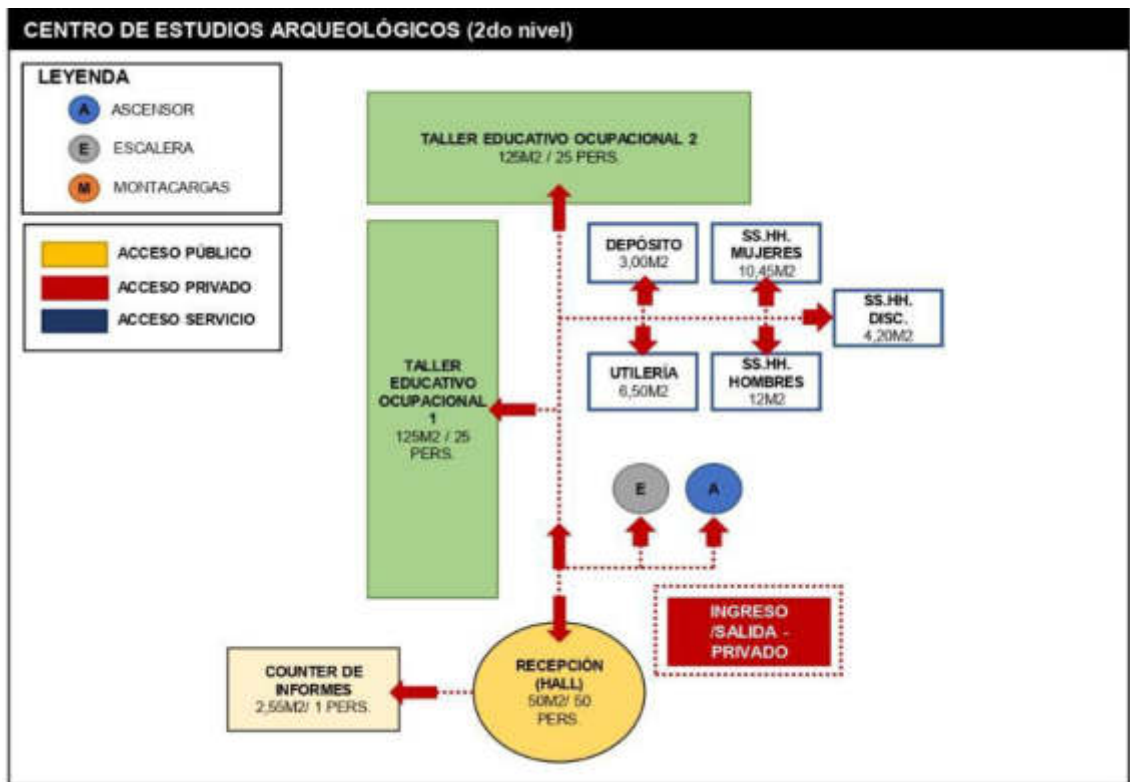 CENTRO DE ESTUDIOS ARQUEOLÓGICOS (2do nivel)
LEYENDA
A ASCENSOR
E ESCALERA
M MONTACARGAS
ACCESO PÚBLICO
ACCESO PRIVADO
ACCESO SERVICIO
TALLER EDUCATIVO OCUPACIONAL 2
125M2 / 25 PERS.
DEPÓSITO
3,00M2
SS.HH.
MUJERES
10,45M2
SS.HH.
DISC.
4,20M2
UTILERÍA
6,50M2
SS.HH.
HOMBRES
12M2
TALLER
EDUCATIVO
OCUPACIONAL
1
125M2 / 25
PERS.
E
A
INGRESO
/SALIDA -
PRIVADO
RECEPCIÓN
(HALL)
50M2/ 50
PERS.
COUNTER DE
INFORMES
2,55M2/ 1 PERS.